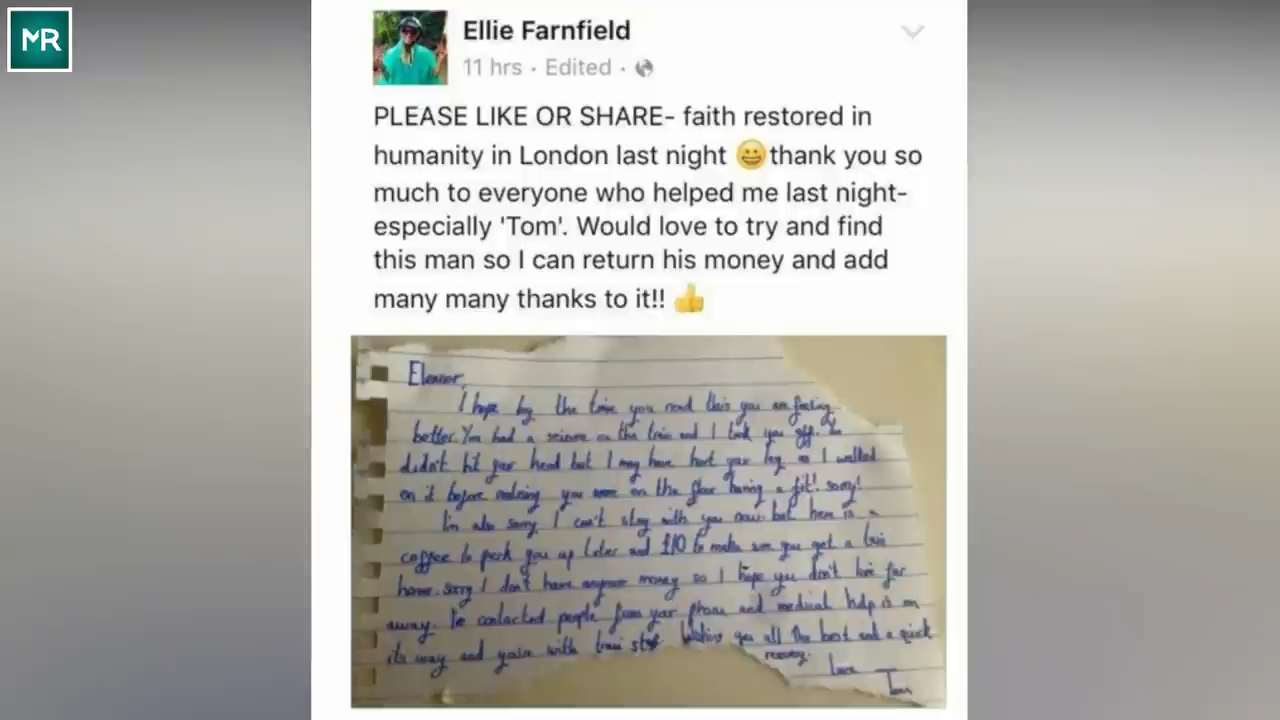 MR
Ellie Farnfield
11 hrs · Edited ·
PLEASE LIKE OR SHARE- faith restored in
humanity in London last night 😀 thank you so
much to everyone who helped me last night-
especially 'Tom'. Would love to try and find
this man so I can return his money and add
many many thanks to it!! 👍
Eleanor,
I hope by the time you read this you are feeling
better. You had a seizure on the train and I took you off.
didn't hit your head but I may have hurt your leg as I walked
on it before noticing you were on the floor having a fit! sorry!
I'm also sorry I can't stay with you now but here is a
coffee to perk you up later and £10 to make sure you get a
home. sorry I don't have anymore money so I hope you don't live far
away. I've contacted people from your phone and medical help is on
its way and you're with train staff. Wishing you all the best and a quick
recovery.
Love
Tom